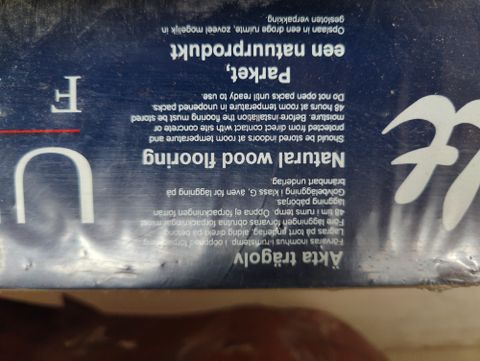 Äkta trägolv
Förvaras inomhus i rumstemp i oöppnad förpackning
Lagras på torrt underlag, aldrig direkt på betong.
Före läggningen förvaras obrutna förpackningar minst
48 tim i rums temp. Öppna ej förpackningen förrän
läggning påbörjas.
Golvbeläggning i klass G, även för läggning på
brännbart underlag.
Natural wood flooring
Should be stored indoors at room temperature and
protected from direct contact with site concrete or
moisture. Before installation the flooring must be stored
48 hours at room temperature in unopened packs.
Do not open packs until ready to use.
Parket,
een natuurprodukt
Opslaan in een droge ruimte, zoveel mogelijk in
gesloten verpakking
U
F